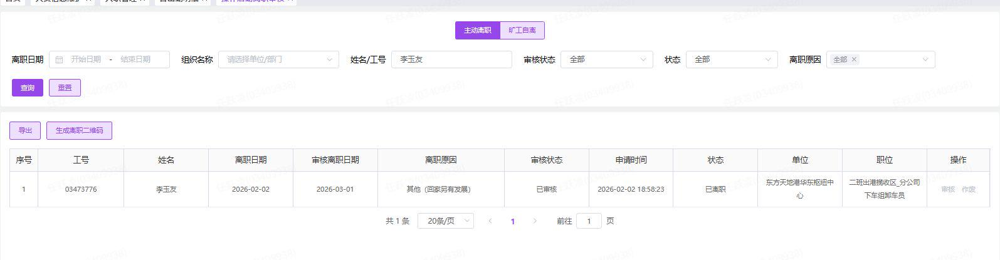 主动离职 旷工自离
离职日期 开始日期 - 结束日期 组织名称 请选择单位/部门 姓名/工号 李玉友 审核状态 全部 状态 全部 离职原因 全部 ×
查询 重置
导出 生成离职二维码
序号 工号 姓名 离职日期 审核离职日期 离职原因 审核状态 申请时间 状态 单位 职位 操作
1 03473776 李玉友 2026-02-02 2026-03-01 其他（回家另有发展） 已审核 2026-02-02 18:58:23 已离职 东方天地港华东枢纽中心 二班出港揽收区_分公司下车组卸车员 审核 作废
共 1 条 20条/页 < 1 > 前往 1 页